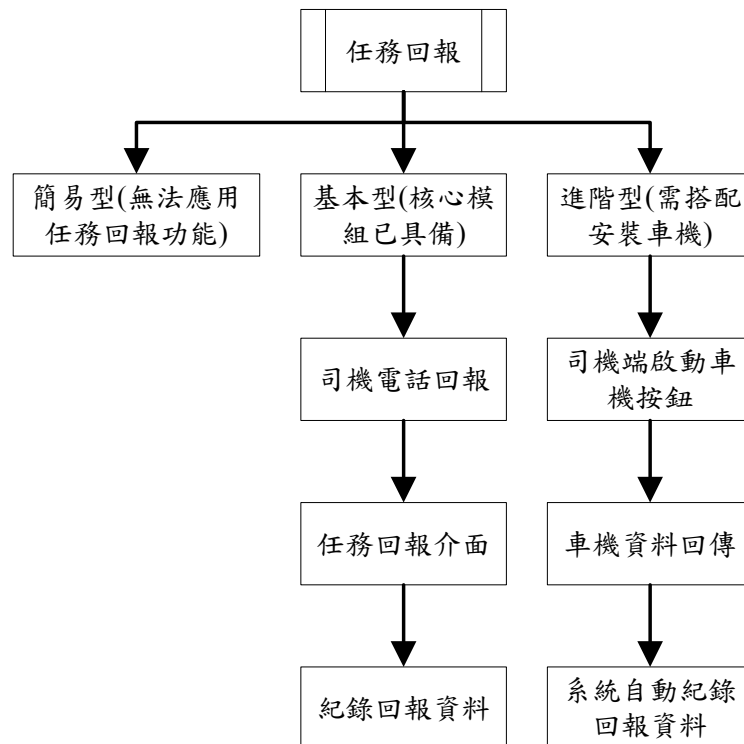 任務回報
簡易型(無法應用
任務回報功能)
基本型(核心模
組已具備)
進階型(需搭配
安裝車機)
司機電話回報
司機端啟動車
機按鈕
任務回報介面
車機資料回傳
紀錄回報資料
系統自動紀錄
回報資料